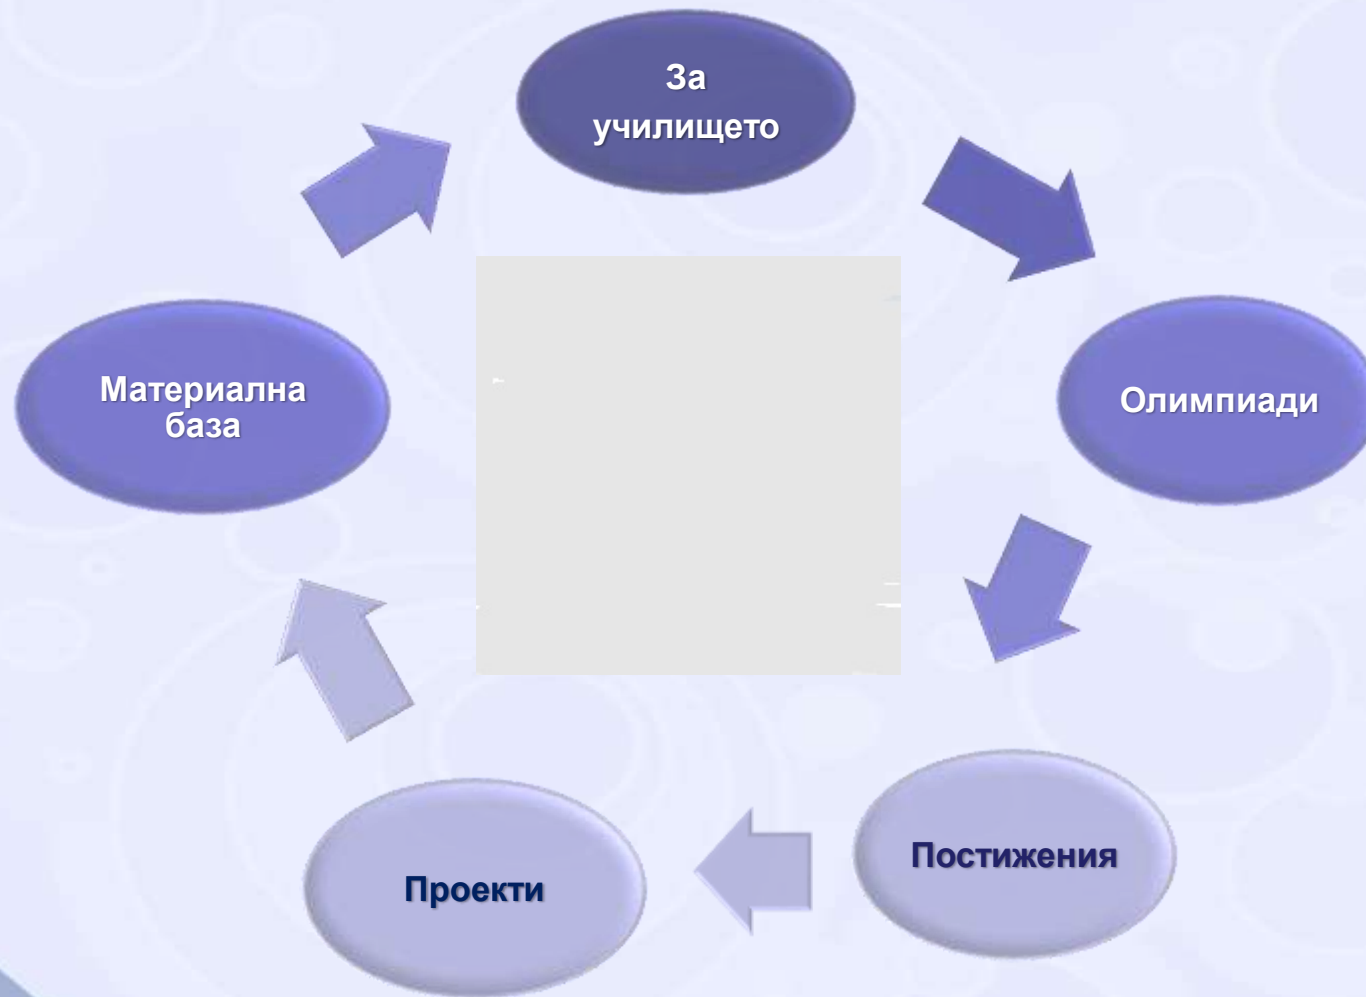 За
училището
Олимпиади
Постижения
Проекти
Материална
база